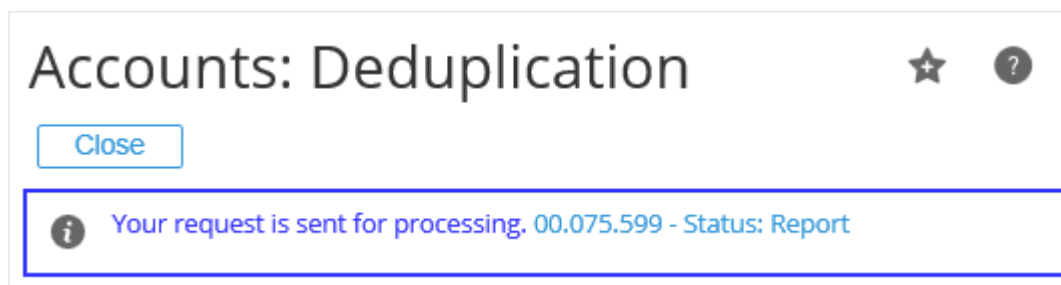 Accounts: Deduplication
Close
Your request is sent for processing. 00.075.599 - Status: Report